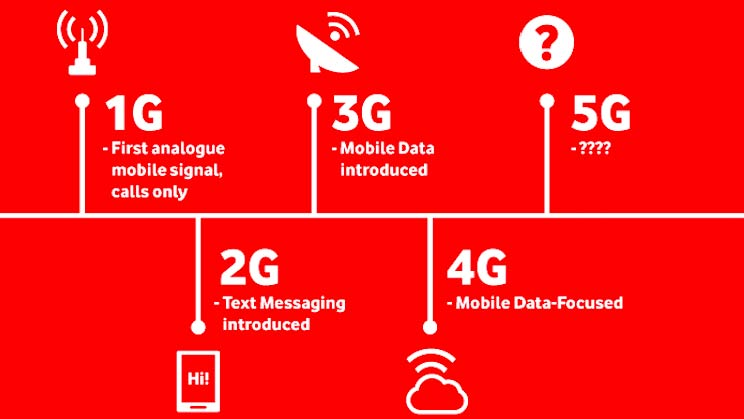 ?
1G
- First analogue
mobile signal,
calls only
3G
- Mobile Data
introduced
5G
- ????
2G
- Text Messaging
introduced
Hi!
4G
- Mobile Data-Focused